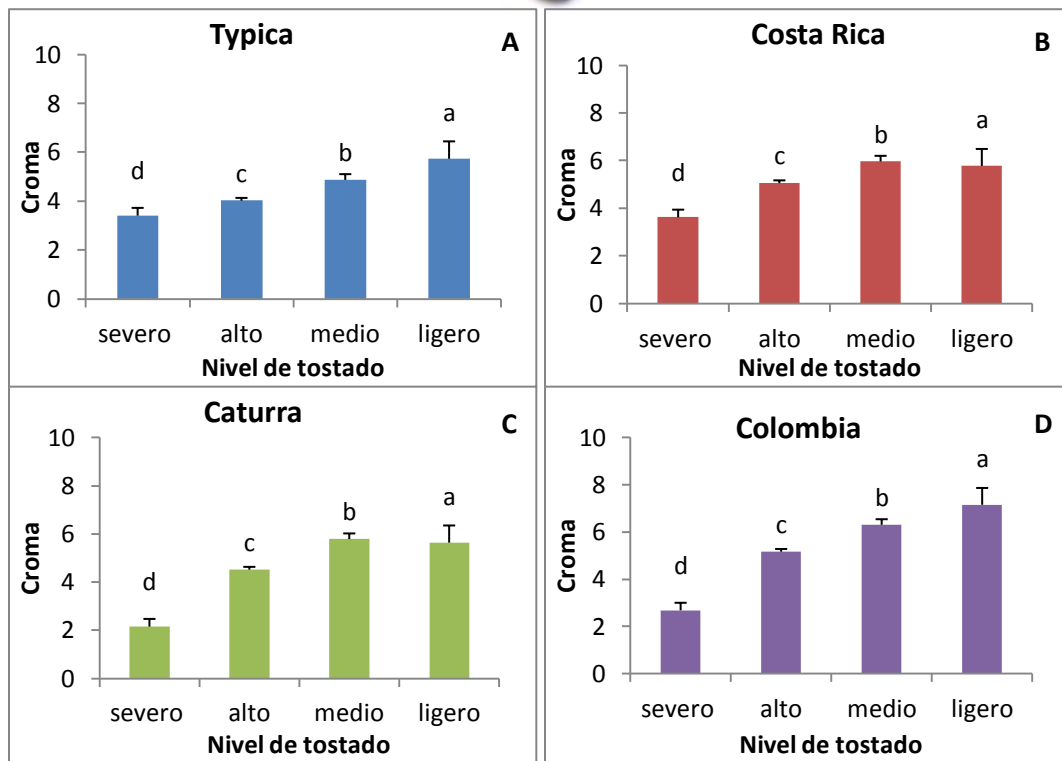 Typica
A
10
8
6
4
2
0
Croma
d
c
b
a
severo alto medio ligero
Nivel de tostado
Costa Rica
B
10
8
6
4
2
0
Croma
d
c
b
a
severo alto medio ligero
Nivel de tostado
Caturra
C
10
8
6
4
2
0
Croma
d
c
b
a
severo alto medio ligero
Nivel de tostado
Colombia
D
10
8
6
4
2
0
Croma
d
c
b
a
severo alto medio ligero
Nivel de tostado